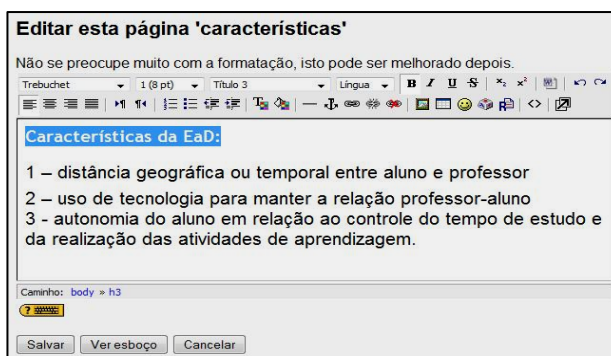 Editar esta página 'características'
Não se preocupe muito com a formatação, isto pode ser melhorado depois.
Trebuchet 1 (8 pt) Título 3 Língua B I U S x₂ x²
Características da EaD:
1 – distância geográfica ou temporal entre aluno e professor
2 – uso de tecnologia para manter a relação professor-aluno
3 - autonomia do aluno em relação ao controle do tempo de estudo e
da realização das atividades de aprendizagem.
Caminho: body » h3
?
Salvar Ver esboço Cancelar